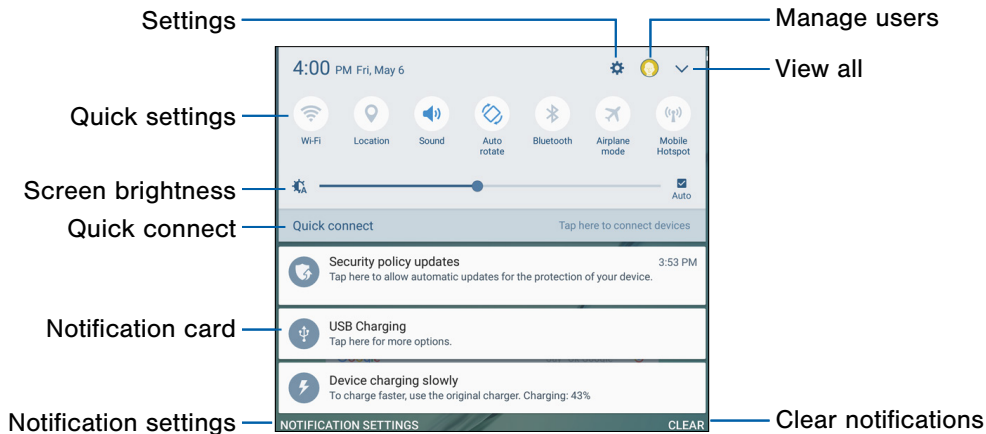 Settings
Manage users
4:00 PM Fri, May 6
View all
Quick settings
Wi-Fi
Location
Sound
Auto
rotate
Bluetooth
Airplane
mode
Mobile
Hotspot
Screen brightness
A
Auto
Quick connect
Quick connect
Tap here to connect devices
Security policy updates
3:53 PM
Tap here to allow automatic updates for the protection of your device.
Notification card
USB Charging
Tap here for more options.
Device charging slowly
To charge faster, use the original charger. Charging: 43%
Notification settings
NOTIFICATION SETTINGS
CLEAR
Clear notifications